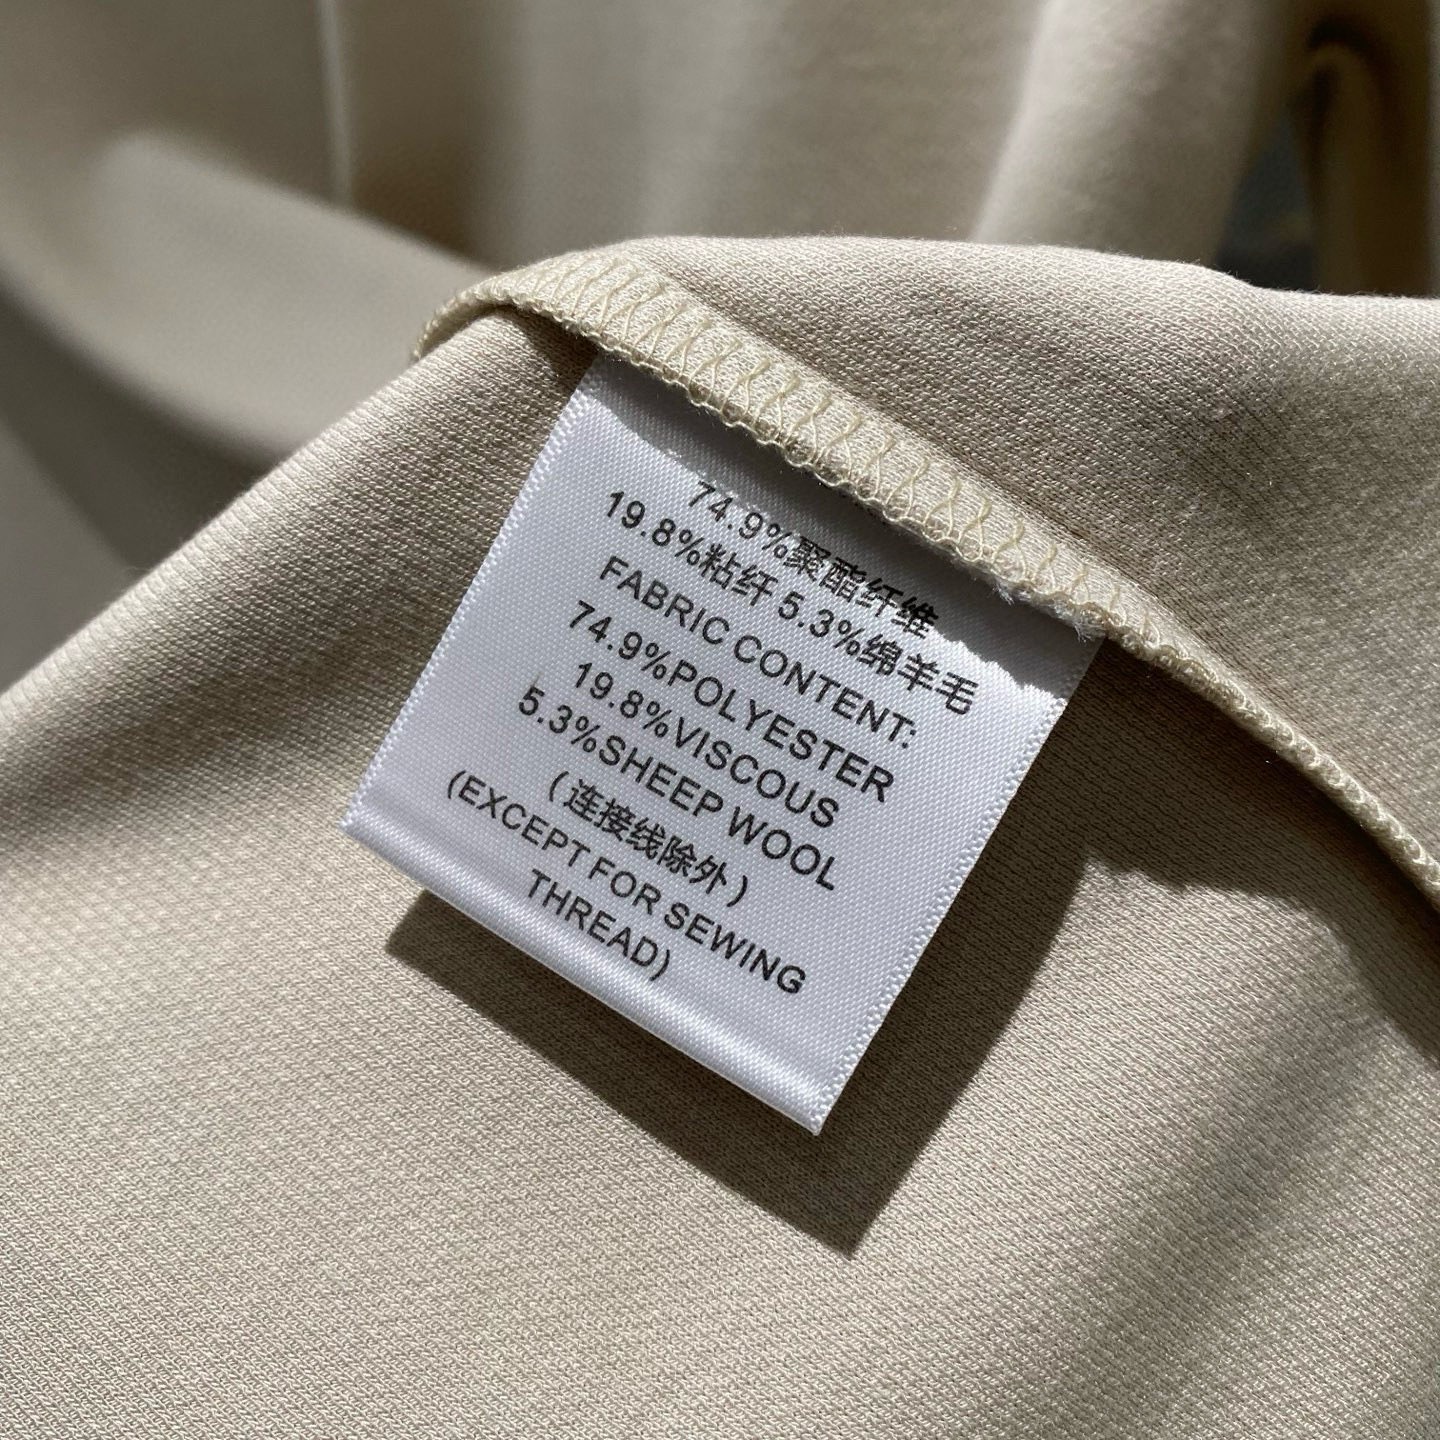 74.9%聚酯纤维
19.8%粘纤 5.3%绵羊毛
FABRIC CONTENT:
74.9%POLYESTER
19.8%VISCOUS
5.3%SHEEP WOOL
(连接线除外)
(EXCEPT FOR SEWING
THREAD)